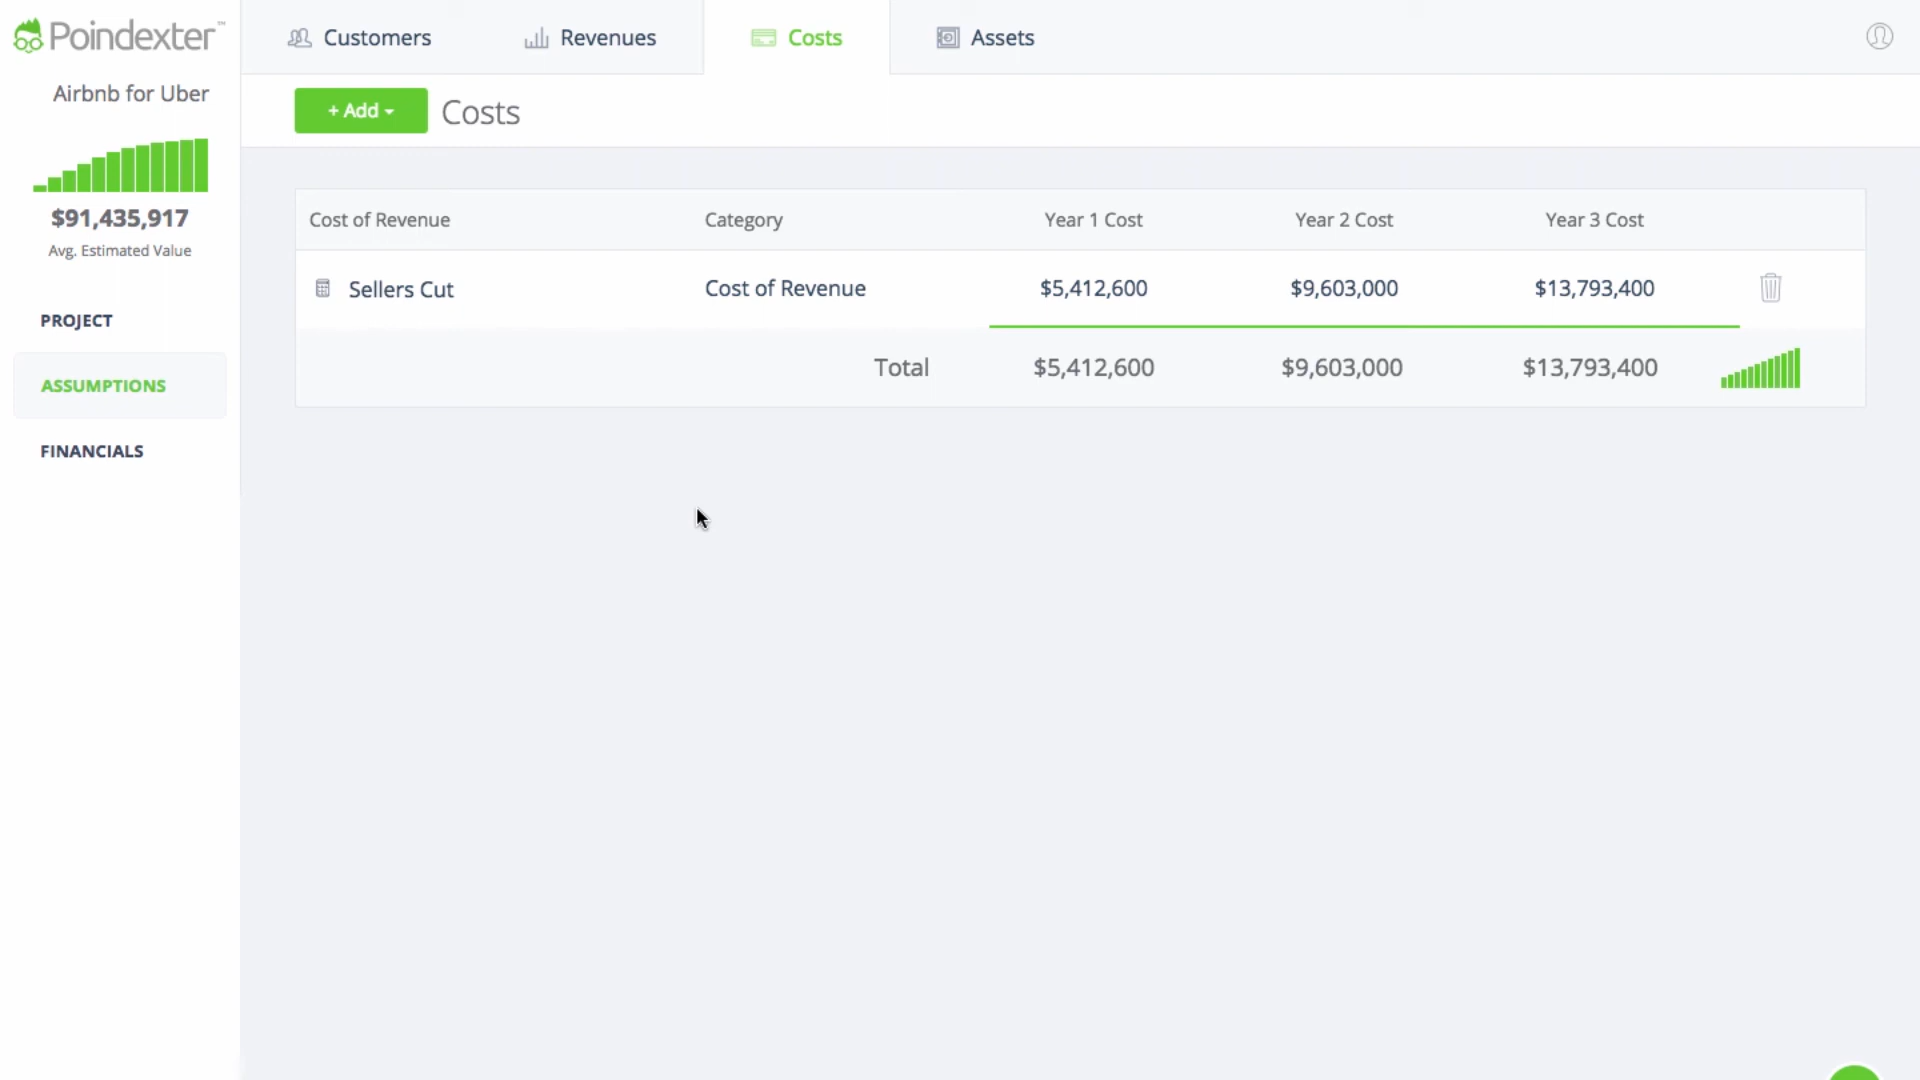 Poindexter™
Customers
Revenues
Costs
Assets
Airbnb for Uber
+ Add
Costs
$91,435,917
Avg. Estimated Value
PROJECT
ASSUMPTIONS
FINANCIALS
Cost of Revenue Category Year 1 Cost Year 2 Cost Year 3 Cost
Sellers Cut Cost of Revenue $5,412,600 $9,603,000 $13,793,400
Total $5,412,600 $9,603,000 $13,793,400